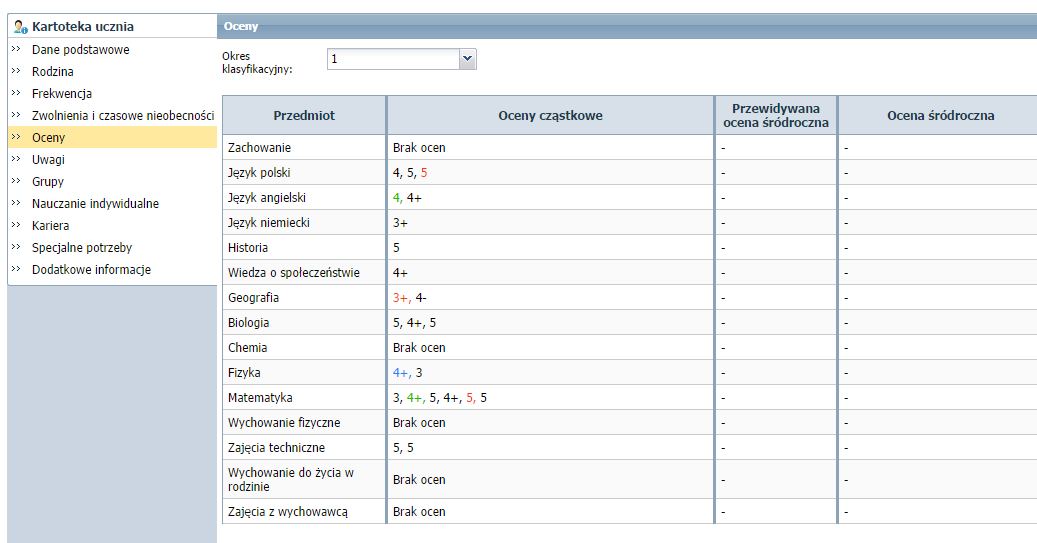 Kartoteka ucznia
>> Dane podstawowe
>> Rodzina
>> Frekwencja
>> Zwolnienia i czasowe nieobecności
>> Oceny
>> Uwagi
>> Grupy
>> Nauczanie indywidualne
>> Kariera
>> Specjalne potrzeby
>> Dodatkowe informacje
Oceny
Okres
klasyfikacyjny:
1
Przedmiot Oceny cząstkowe Przewidywana ocena śródroczna Ocena śródroczna
Zachowanie Brak ocen - -
Język polski 4, 5, 5 - -
Język angielski 4, 4+ - -
Język niemiecki 3+ - -
Historia 5 - -
Wiedza o społeczeństwie 4+ - -
Geografia 3+, 4- - -
Biologia 5, 4+, 5 - -
Chemia Brak ocen - -
Fizyka 4+, 3 - -
Matematyka 3, 4+, 5, 4+, 5, 5 - -
Wychowanie fizyczne Brak ocen - -
Zajęcia techniczne 5, 5 - -
Wychowanie do życia w rodzinie Brak ocen - -
Zajęcia z wychowawcą Brak ocen - -